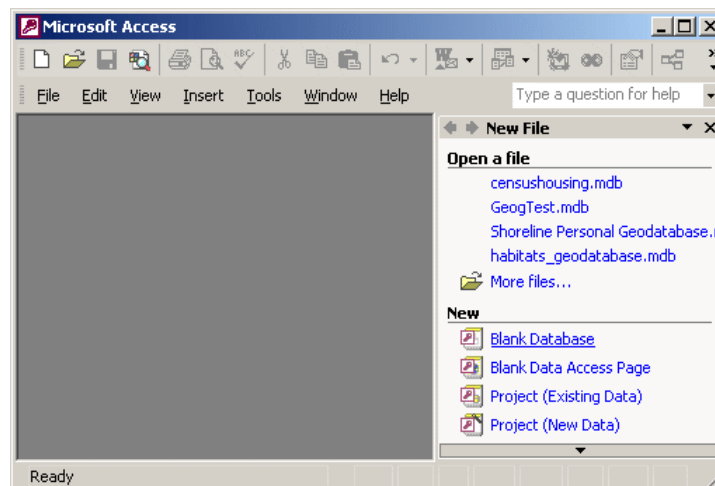 Microsoft Access
File Edit View Insert Tools Window Help Type a question for help
New File
Open a file
censushousing.mdb
GeogTest.mdb
Shoreline Personal Geodatabase.
habitats_geodatabase.mdb
More files...
New
Blank Database
Blank Data Access Page
Project (Existing Data)
Project (New Data)
Ready